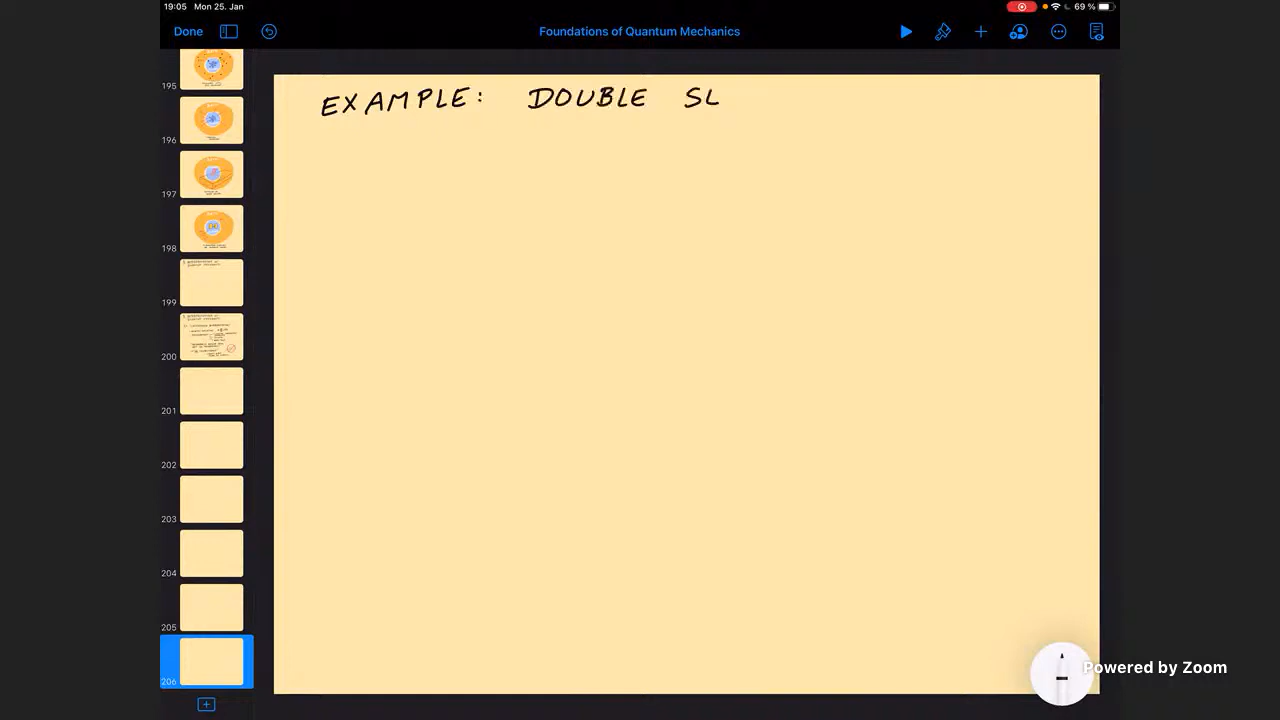 19:05 Mon 25. Jan
69 %
Done
Foundations of Quantum Mechanics
EXAMPLE: DOUBLE SL
195
196
197
198
199
200
201
202
203
204
205
206
Powered by Zoom